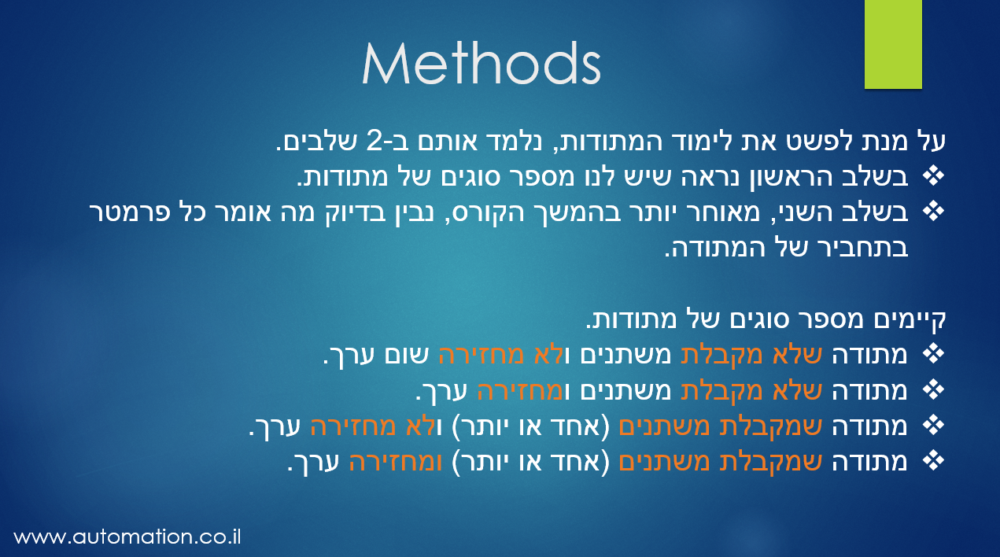 Methods
על מנת לפשט את לימוד המתודות, נלמד אותם ב-2 שלבים.
❖ בשלב הראשון נראה שיש לנו מספר סוגים של מתודות.
❖ בשלב השני, מאוחר יותר בהמשך הקורס, נבין בדיוק מה אומר כל פרמטר
בתחביר של המתודה.
קיימים מספר סוגים של מתודות.
❖ מתודה שלא מקבלת משתנים ולא מחזירה שום ערך.
❖ מתודה שלא מקבלת משתנים ומחזירה ערך.
❖ מתודה שמקבלת משתנים (אחד או יותר) ולא מחזירה ערך.
❖ מתודה שמקבלת משתנים (אחד או יותר) ומחזירה ערך.
www.automation.co.il